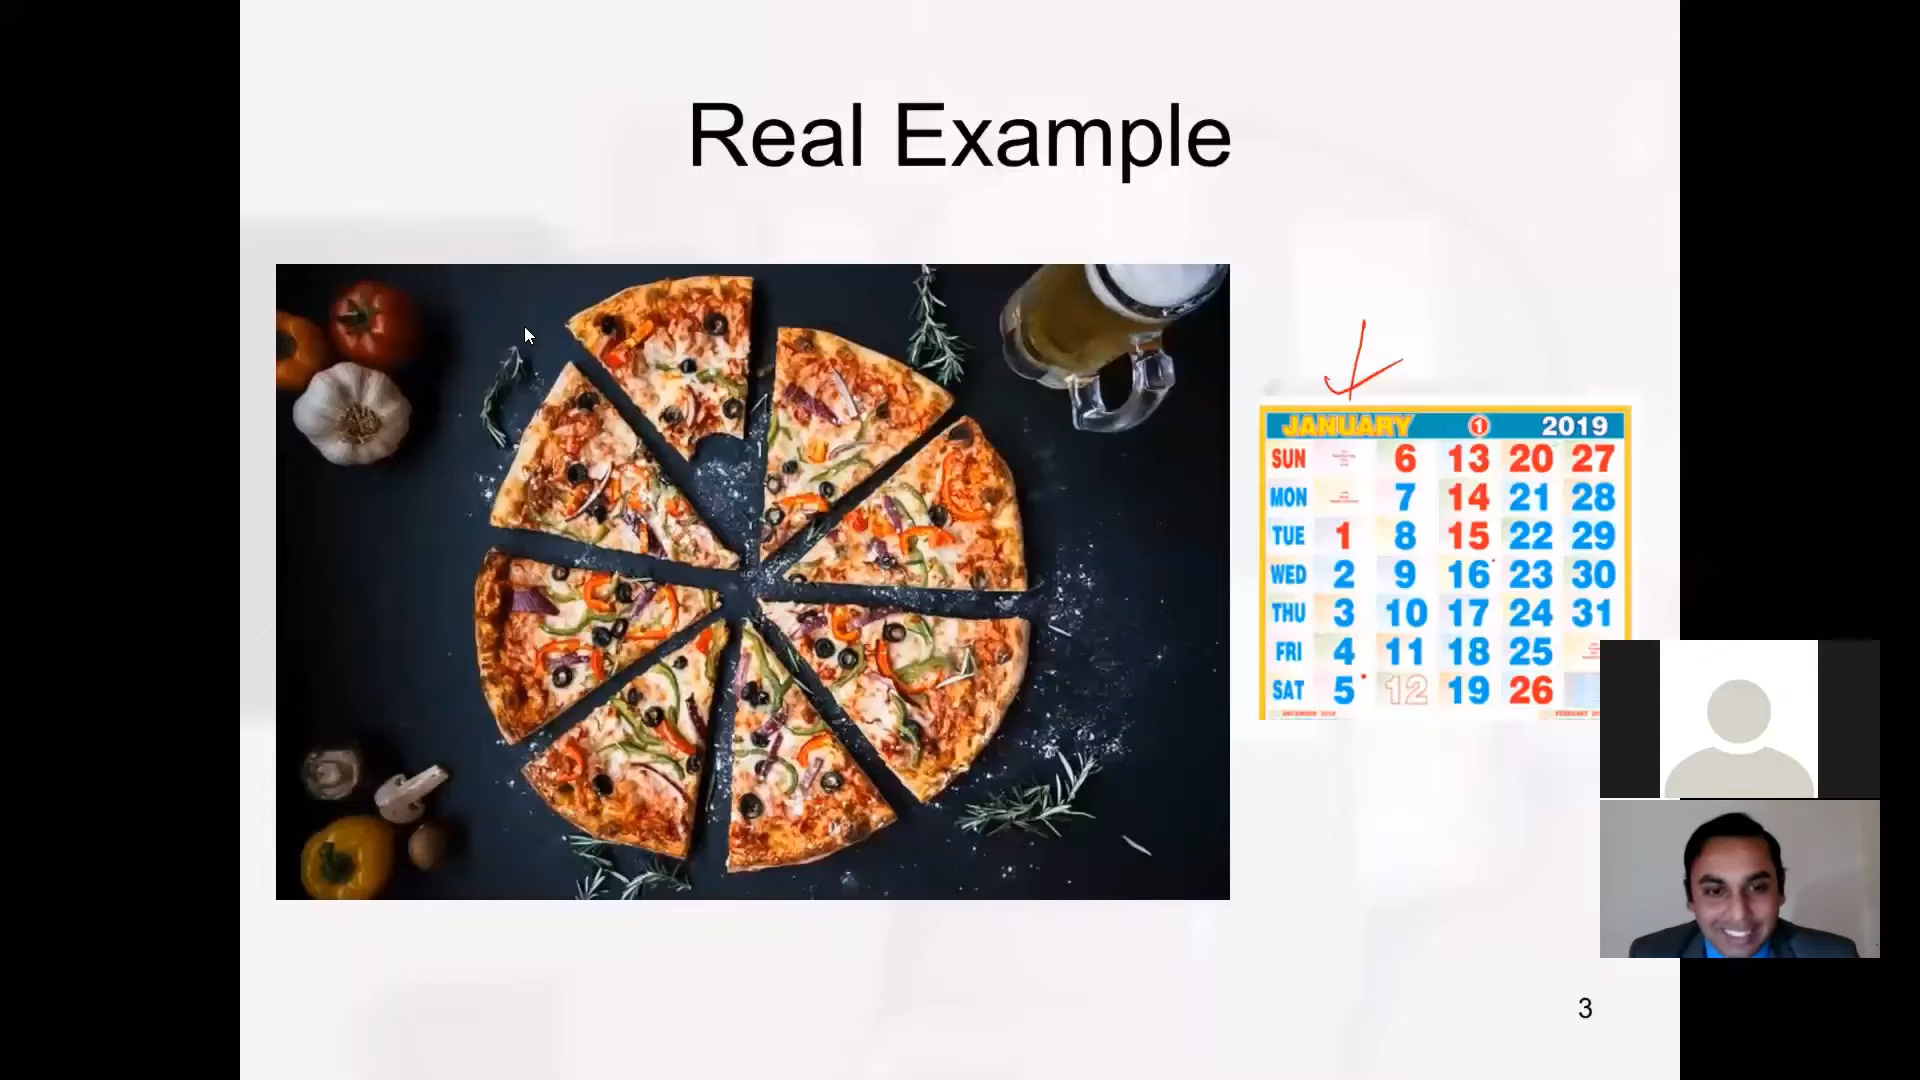 Real Example
JANUARY 1 2019
SUN 6 13 20 27
MON 7 14 21 28
TUE 1 8 15 22 29
WED 2 9 16 23 30
THU 3 10 17 24 31
FRI 4 11 18 25
SAT 5 12 19 26
3